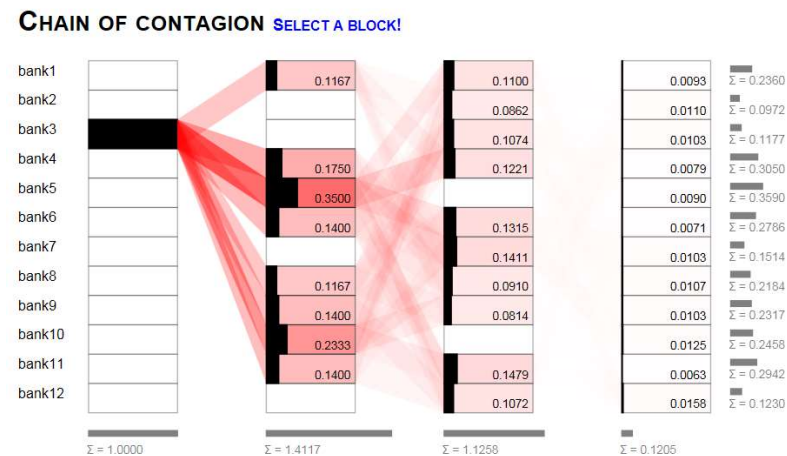 CHAIN OF CONTAGION SELECT A BLOCK!
bank1 0.1167 0.1100 0.0093 Σ = 0.2360
bank2 0.0862 0.0110 Σ = 0.0972
bank3 0.1074 0.0103 Σ = 0.1177
bank4 0.1750 0.1221 0.0079 Σ = 0.3050
bank5 0.3500 0.0090 Σ = 0.3590
bank6 0.1400 0.1315 0.0071 Σ = 0.2786
bank7 0.1411 0.0103 Σ = 0.1514
bank8 0.1167 0.0910 0.0107 Σ = 0.2184
bank9 0.1400 0.0814 0.0103 Σ = 0.2317
bank10 0.2333 0.0125 Σ = 0.2458
bank11 0.1400 0.1479 0.0063 Σ = 0.2942
bank12 0.1072 0.0158 Σ = 0.1230
Σ = 1.0000 Σ = 1.4117 Σ = 1.1258 Σ = 0.1205